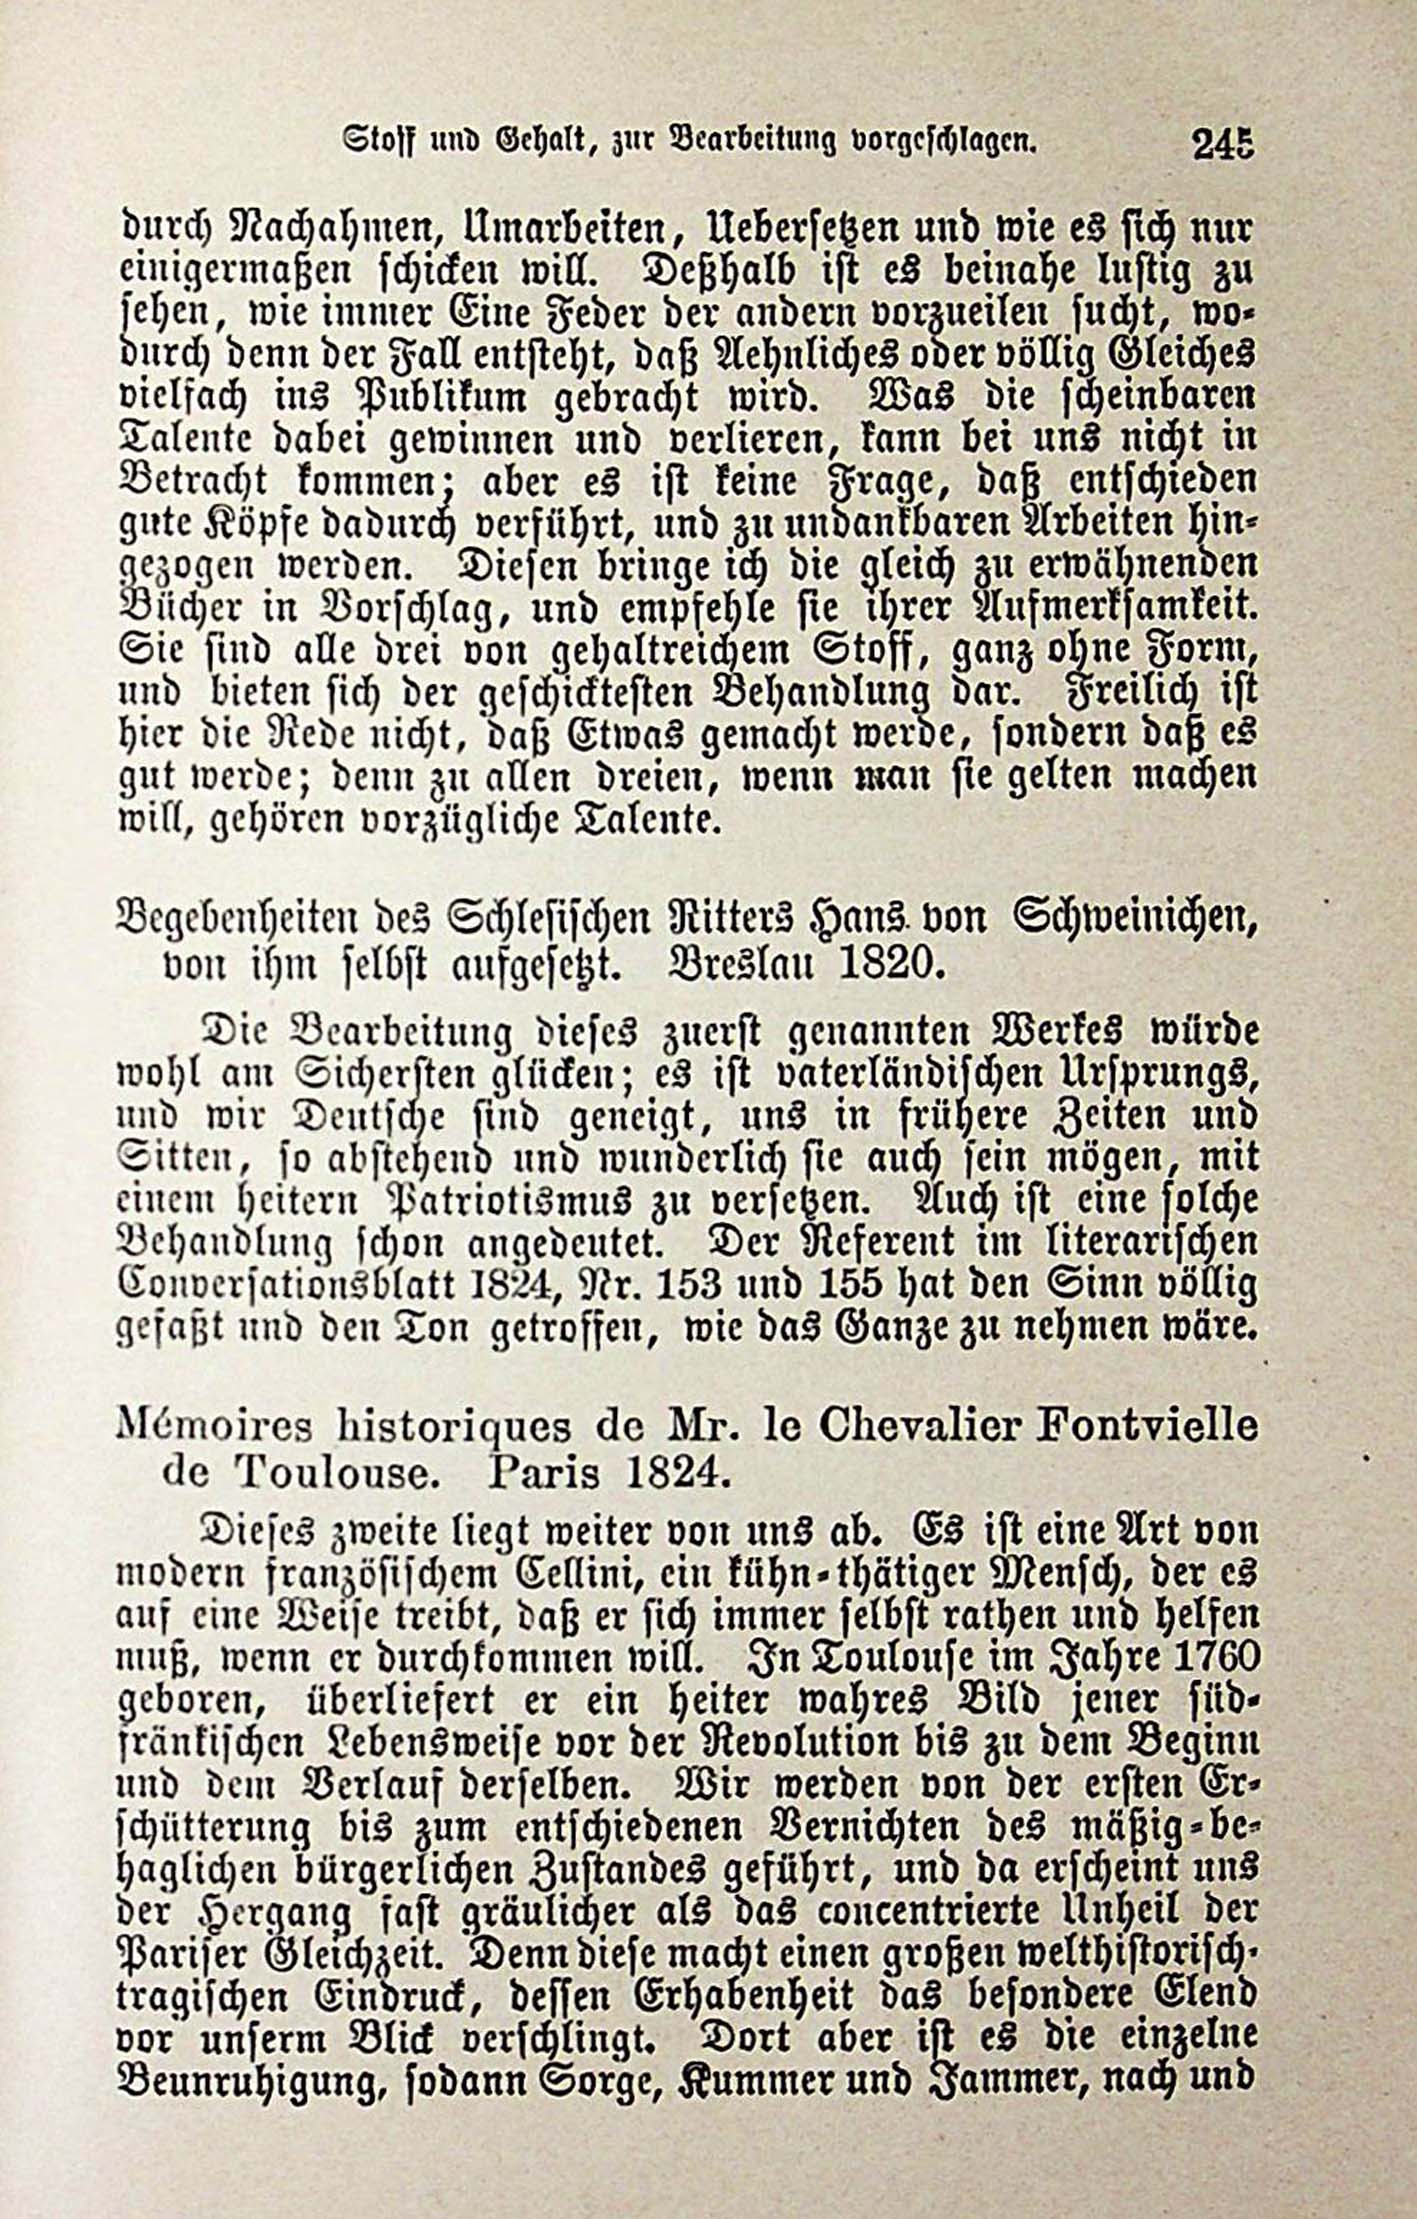 Stoff und Gehalt, zur Bearbeitung vorgeschlagen. 245
durch Nachahmen, Umarbeiten, Uebersetzen und wie es sich nur
einigermaßen schicken will. Deßhalb ist es beinahe lustig zu
sehen, wie immer Eine Feder der andern vorzueilen sucht, wo-
durch denn der Fall entsteht, daß Aehnliches oder völlig Gleiches
vielfach ins Publikum gebracht wird. Was die scheinbaren
Talente dabei gewinnen und verlieren, kann bei uns nicht in
Betracht kommen; aber es ist keine Frage, daß entschieden
gute Köpfe dadurch verführt, und zu undankbaren Arbeiten hin-
gezogen werden. Diesen bringe ich die gleich zu erwähnenden
Bücher in Vorschlag, und empfehle sie ihrer Aufmerksamkeit.
Sie sind alle drei von gehaltreichem Stoff, ganz ohne Form,
und bieten sich der geschicktesten Behandlung dar. Freilich ist
hier die Rede nicht, daß Etwas gemacht werde, sondern daß es
gut werde; denn zu allen dreien, wenn man sie gelten machen
will, gehören vorzügliche Talente.
Begebenheiten des Schlesischen Ritters Hans von Schweinichen,
von ihm selbst aufgesetzt. Breslau 1820.
Die Bearbeitung dieses zuerst genannten Werkes würde
wohl am Sichersten glücken; es ist vaterländischen Ursprungs,
und wir Deutsche sind geneigt, uns in frühere Zeiten und
Sitten, so abstehend und wunderlich sie auch sein mögen, mit
einem heitern Patriotismus zu versetzen. Auch ist eine solche
Behandlung schon angedeutet. Der Referent im literarischen
Conversationsblatt 1824, Nr. 153 und 155 hat den Sinn völlig
gefaßt und den Ton getroffen, wie das Ganze zu nehmen wäre.
Mémoires historiques de Mr. le Chevalier Fontvielle
de Toulouse. Paris 1824.
Dieses zweite liegt weiter von uns ab. Es ist eine Art von
modern französischem Cellini, ein kühn-thätiger Mensch, der es
auf eine Weise treibt, daß er sich immer selbst rathen und helfen
muß, wenn er durchkommen will. In Toulouse im Jahre 1760
geboren, überliefert er ein heiter wahres Bild jener süd-
fränkischen Lebensweise vor der Revolution bis zu dem Beginn
und dem Verlauf derselben. Wir werden von der ersten Er-
schütterung bis zum entschiedenen Vernichten des mäßig-be-
haglichen bürgerlichen Zustandes geführt, und da erscheint uns
der Hergang fast gräulicher als das concentrierte Unheil der
Pariser Gleichzeit. Denn diese macht einen großen welthistorisch-
tragischen Eindruck, dessen Erhabenheit das besondere Elend
vor unserm Blick verschlingt. Dort aber ist es die einzelne
Beunruhigung, sodann Sorge, Kummer und Jammer, nach und